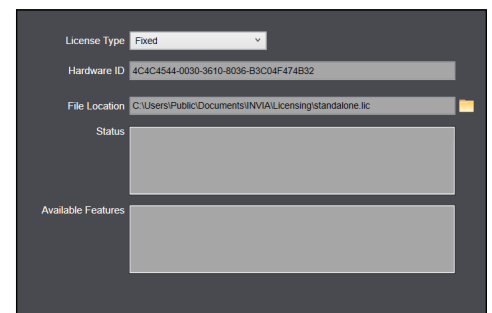 License Type Fixed
Hardware ID 4C4C4544-0030-3610-8036-B3C04F474B32
File Location C:\Users\Public\Documents\INVIA\Licensing\standalone.lic
Status
Available Features